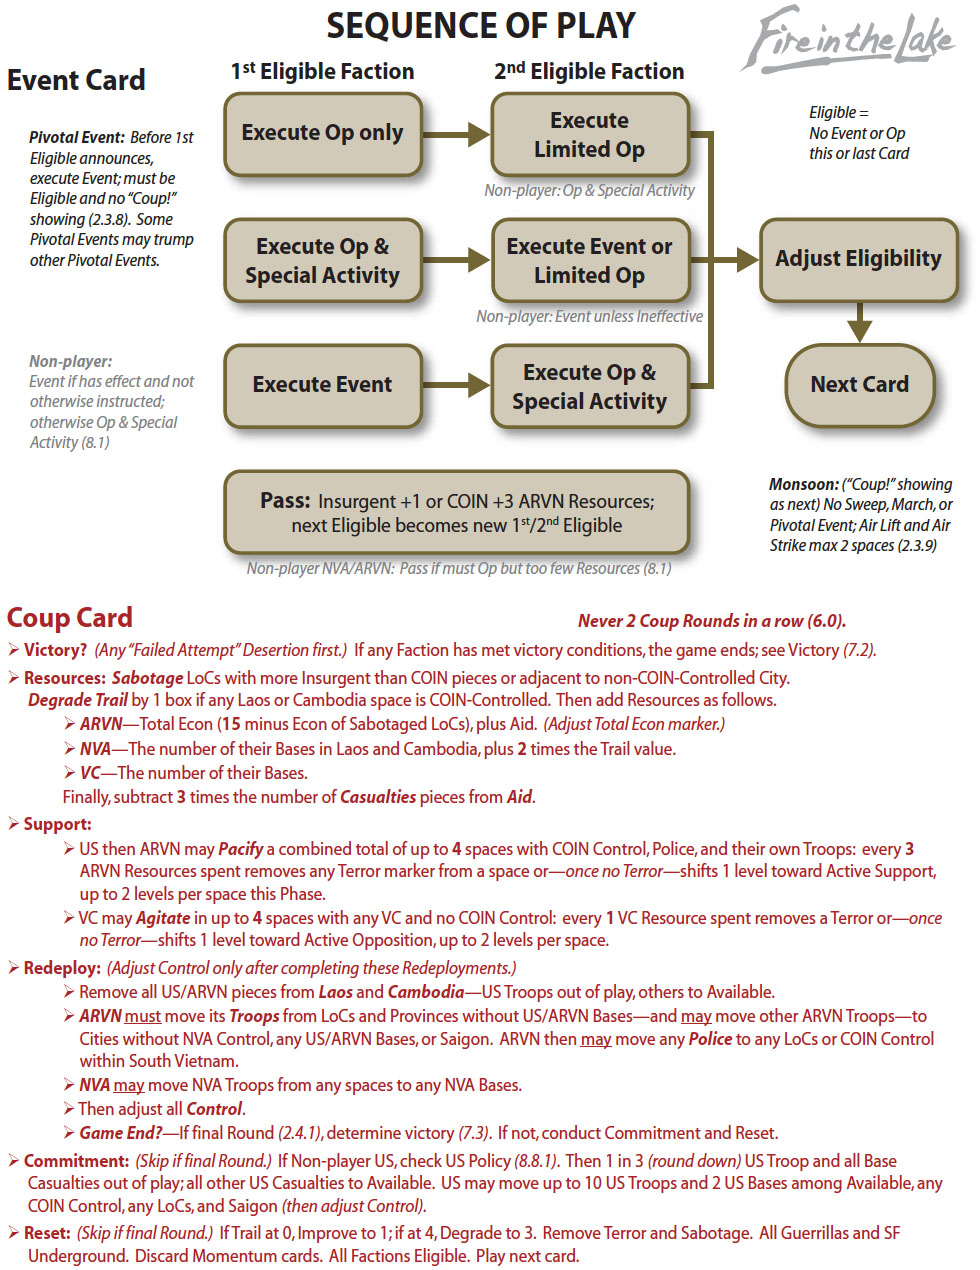 SEQUENCE OF PLAY
Fire in the Lake
Event Card
1st Eligible Faction
2nd Eligible Faction
Pivotal Event: Before 1st
Eligible announces,
execute Event; must be
Eligible and no “Coup!”
showing (2.3.8). Some
Pivotal Events may trump
other Pivotal Events.
Execute Op only
Execute
Limited Op
Non-player: Op & Special Activity
Eligible =
No Event or Op
this or last Card
Execute Op &
Special Activity
Execute Event or
Limited Op
Non-player: Event unless Ineffective
Adjust Eligibility
Non-player:
Event if has effect and not
otherwise instructed;
otherwise Op & Special
Activity (8.1)
Execute Event
Execute Op &
Special Activity
Next Card
Pass: Insurgent +1 or COIN +3 ARVN Resources;
next Eligible becomes new 1st/2nd Eligible
Non-player NVA/ARVN: Pass if must Op but too few Resources (8.1)
Monsoon: (“Coup!” showing
as next) No Sweep, March, or
Pivotal Event; Air Lift and Air
Strike max 2 spaces (2.3.9)
Coup Card
Never 2 Coup Rounds in a row (6.0).
➢ Victory? (Any “Failed Attempt” Desertion first.) If any Faction has met victory conditions, the game ends; see Victory (7.2).
➢ Resources: Sabotage LoCs with more Insurgent than COIN pieces or adjacent to non-COIN-Controlled City.
Degrade Trail by 1 box if any Laos or Cambodia space is COIN-Controlled. Then add Resources as follows.
➢ ARVN—Total Econ (15 minus Econ of Sabotaged LoCs), plus Aid. (Adjust Total Econ marker.)
➢ NVA—The number of their Bases in Laos and Cambodia, plus 2 times the Trail value.
➢ VC—The number of their Bases.
Finally, subtract 3 times the number of Casualties pieces from Aid.
➢ Support:
➢ US then ARVN may Pacify a combined total of up to 4 spaces with COIN Control, Police, and their own Troops: every 3
ARVN Resources spent removes any Terror marker from a space or—once no Terror—shifts 1 level toward Active Support,
up to 2 levels per space this Phase.
➢ VC may Agitate in up to 4 spaces with any VC and no COIN Control: every 1 VC Resource spent removes a Terror or—once
no Terror—shifts 1 level toward Active Opposition, up to 2 levels per space.
➢ Redeploy: (Adjust Control only after completing these Redeployments.)
➢ Remove all US/ARVN pieces from Laos and Cambodia—US Troops out of play, others to Available.
➢ ARVN must move its Troops from LoCs and Provinces without US/ARVN Bases—and may move other ARVN Troops—to
Cities without NVA Control, any US/ARVN Bases, or Saigon. ARVN then may move any Police to any LoCs or COIN Control
within South Vietnam.
➢ NVA may move NVA Troops from any spaces to any NVA Bases.
➢ Then adjust all Control.
➢ Game End?—If final Round (2.4.1), determine victory (7.3). If not, conduct Commitment and Reset.
➢ Commitment: (Skip if final Round.) If Non-player US, check US Policy (8.8.1). Then 1 in 3 (round down) US Troop and all Base
Casualties out of play; all other US Casualties to Available. US may move up to 10 US Troops and 2 US Bases among Available, any
COIN Control, any LoCs, and Saigon (then adjust Control).
➢ Reset: (Skip if final Round.) If Trail at 0, Improve to 1; if at 4, Degrade to 3. Remove Terror and Sabotage. All Guerrillas and SF
Underground. Discard Momentum cards. All Factions Eligible. Play next card.